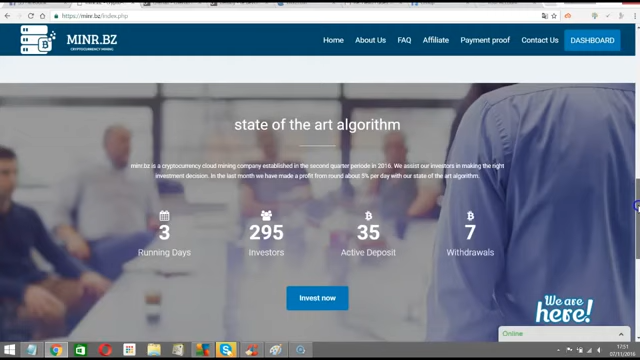 https://minr.bz/index.php
MINR.BZ
CRYPTOCURRENCY MINING
Home About Us FAQ Affiliate Payment proof Contact Us DASHBOARD
state of the art algorithm
minr.bz is a cryptocurrency cloud mining company established in the second quarter periode in 2016. We assist our investors in making the right
investment decision. In the last month we have made a profit from round about 5% per day with our state of the art algorithm.
3 295 35 7
Running Days Investors Active Deposit Withdrawals
Invest now
We are
here!
Online
17:51
07/11/2016